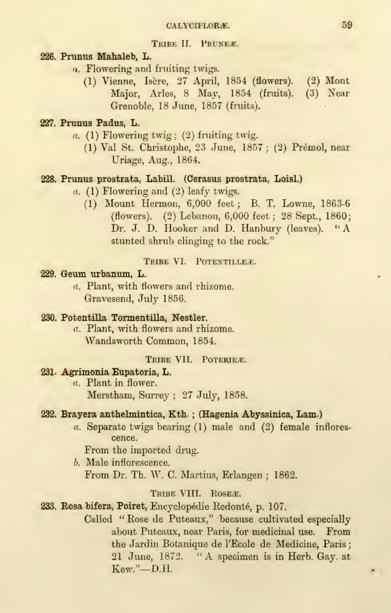 CALYCIFLORÆ. 59
TRIBE II. PRUNEÆ.
226. Prunus Mahaleb, L.
a. Flowering and fruiting twigs.
(1) Vienne, Isère, 27 April, 1854 (flowers). (2) Mont
Major, Arles, 8 May, 1854 (fruits). (3) Near
Grenoble, 18 June, 1857 (fruits).
227. Prunus Padus, L.
a. (1) Flowering twig; (2) fruiting twig.
(1) Val St. Christophe, 23 June, 1857; (2) Prémol, near
Uriage, Aug., 1864.
228. Prunus prostrata, Labill. (Cerasus prostrata, Loisl.)
a. (1) Flowering and (2) leafy twigs.
(1) Mount Hermon, 6,000 feet; B. T. Lowne, 1863-6
(flowers). (2) Lebanon, 6,000 feet; 28 Sept., 1860;
Dr. J. D. Hooker and D. Hanbury (leaves). "A
stunted shrub clinging to the rock."
TRIBE VI. POTENTILLEÆ.
229. Geum urbanum, L.
a. Plant, with flowers and rhizome.
Gravesend, July 1856.
230. Potentilla Tormentilla, Nestler.
a. Plant, with flowers and rhizome.
Wandsworth Common, 1854.
TRIBE VII. POTERIEÆ.
231. Agrimonia Eupatoria, L.
a. Plant in flower.
Merstham, Surrey; 27 July, 1858.
232. Brayera anthelmintica, Kth.; (Hagenia Abyssinica, Lam.)
a. Separate twigs bearing (1) male and (2) female inflores-
cence.
From the imported drug.
b. Male inflorescence.
From Dr. Th. W. C. Martius, Erlangen; 1862.
TRIBE VIII. ROSEÆ.
233. Rosa bifera, Poiret, Encyclopédie Redonté, p. 107.
Called "Rose de Puteaux," because cultivated especially
about Puteaux, near Paris, for medicinal use. From
the Jardin Botanique de l'Ecole de Medicine, Paris;
21 June, 1872. "A specimen is in Herb. Gay. at
Kew."—D.H.